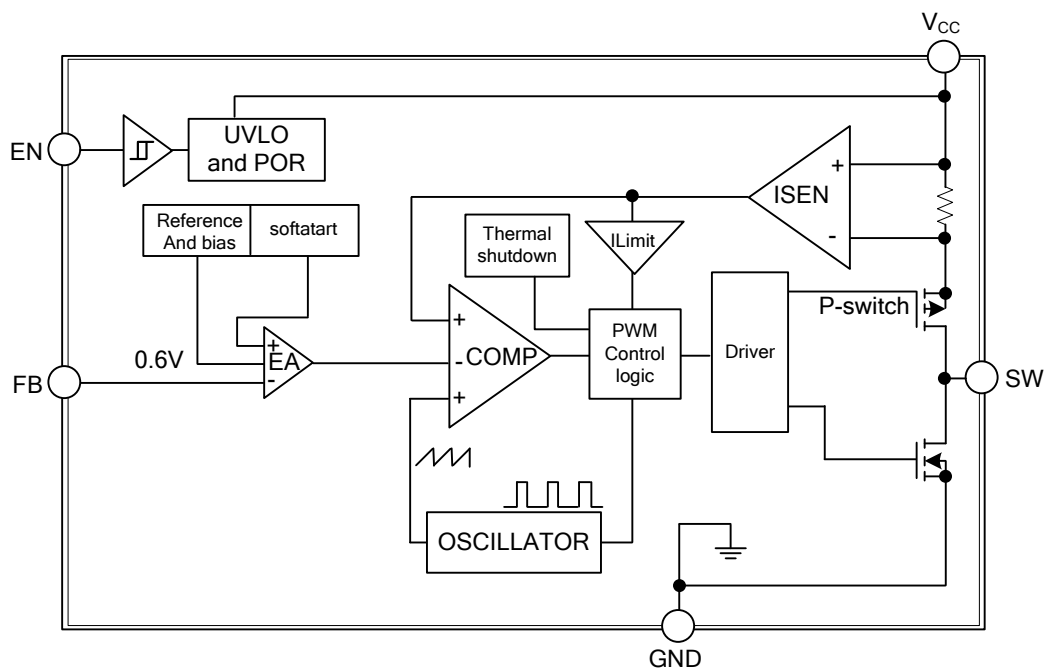 VCC
EN
UVLO
and POR
+
ISEN
-
Reference
And bias
softatart
Thermal
shutdown
ILimit
P-switch
+
-
COMP
+
PWM
Control
logic
Driver
0.6V
+
EA
-
FB
SW
OSCILLATOR
GND